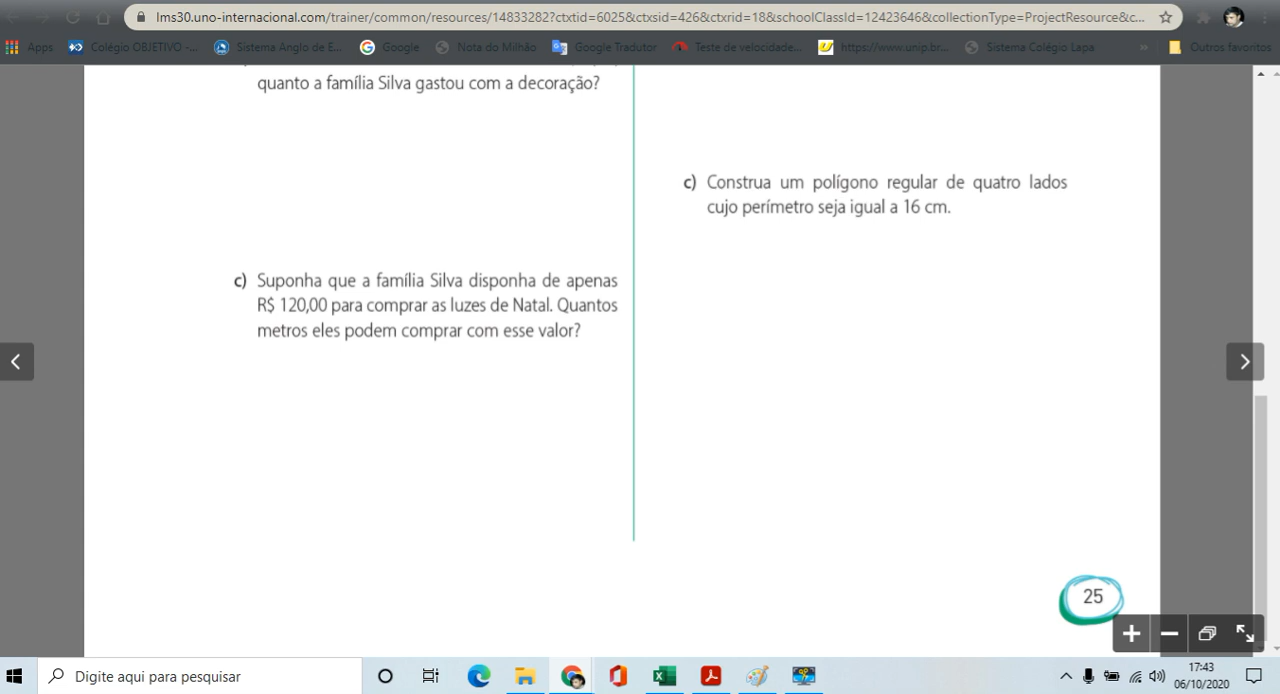 lms30.uno-internacional.com/trainer/common/resources/14833282?ctxtid=6025&ctxsid=426&ctxrid=18&schoolClassId=12423646&collectionType=ProjectResource&c...
Apps Colégio OBJETIVO -... Sistema Anglo de E... Google Nota do Milhão Google Tradutor Teste de velocidade... https://www.unip.br... Sistema Colégio Lapa » Outros favoritos
quanto a família Silva gastou com a decoração?
c) Suponha que a família Silva disponha de apenas
R$ 120,00 para comprar as luzes de Natal. Quantos
metros eles podem comprar com esse valor?
c) Construa um polígono regular de quatro lados
cujo perímetro seja igual a 16 cm.
25
Digite aqui para pesquisar
17:43
06/10/2020